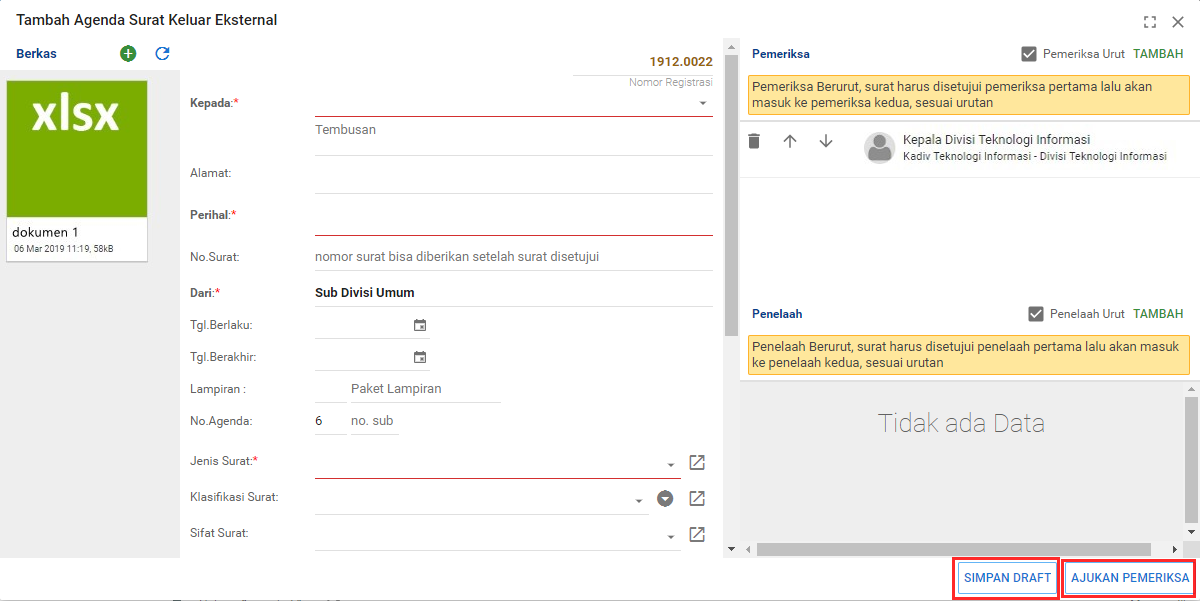 Tambah Agenda Surat Keluar Eksternal
Berkas
xlsx
dokumen 1
06 Mar 2019 11:19, 58kB
1912.0022
Nomor Registrasi
Kepada:*
Tembusan
Alamat:
Perihal:*
No.Surat: nomor surat bisa diberikan setelah surat disetujui
Dari:* Sub Divisi Umum
Tgl.Berlaku:
Tgl.Berakhir:
Lampiran : Paket Lampiran
No.Agenda: 6 no. sub
Jenis Surat:*
Klasifikasi Surat:
Sifat Surat:
Pemeriksa Pemeriksa Urut TAMBAH
Pemeriksa Berurut, surat harus disetujui pemeriksa pertama lalu akan
masuk ke pemeriksa kedua, sesuai urutan
Kepala Divisi Teknologi Informasi
Kadiv Teknologi Informasi - Divisi Teknologi Informasi
Penelaah Penelaah Urut TAMBAH
Penelaah Berurut, surat harus disetujui penelaah pertama lalu akan masuk
ke penelaah kedua, sesuai urutan
Tidak ada Data
SIMPAN DRAFT AJUKAN PEMERIKSA